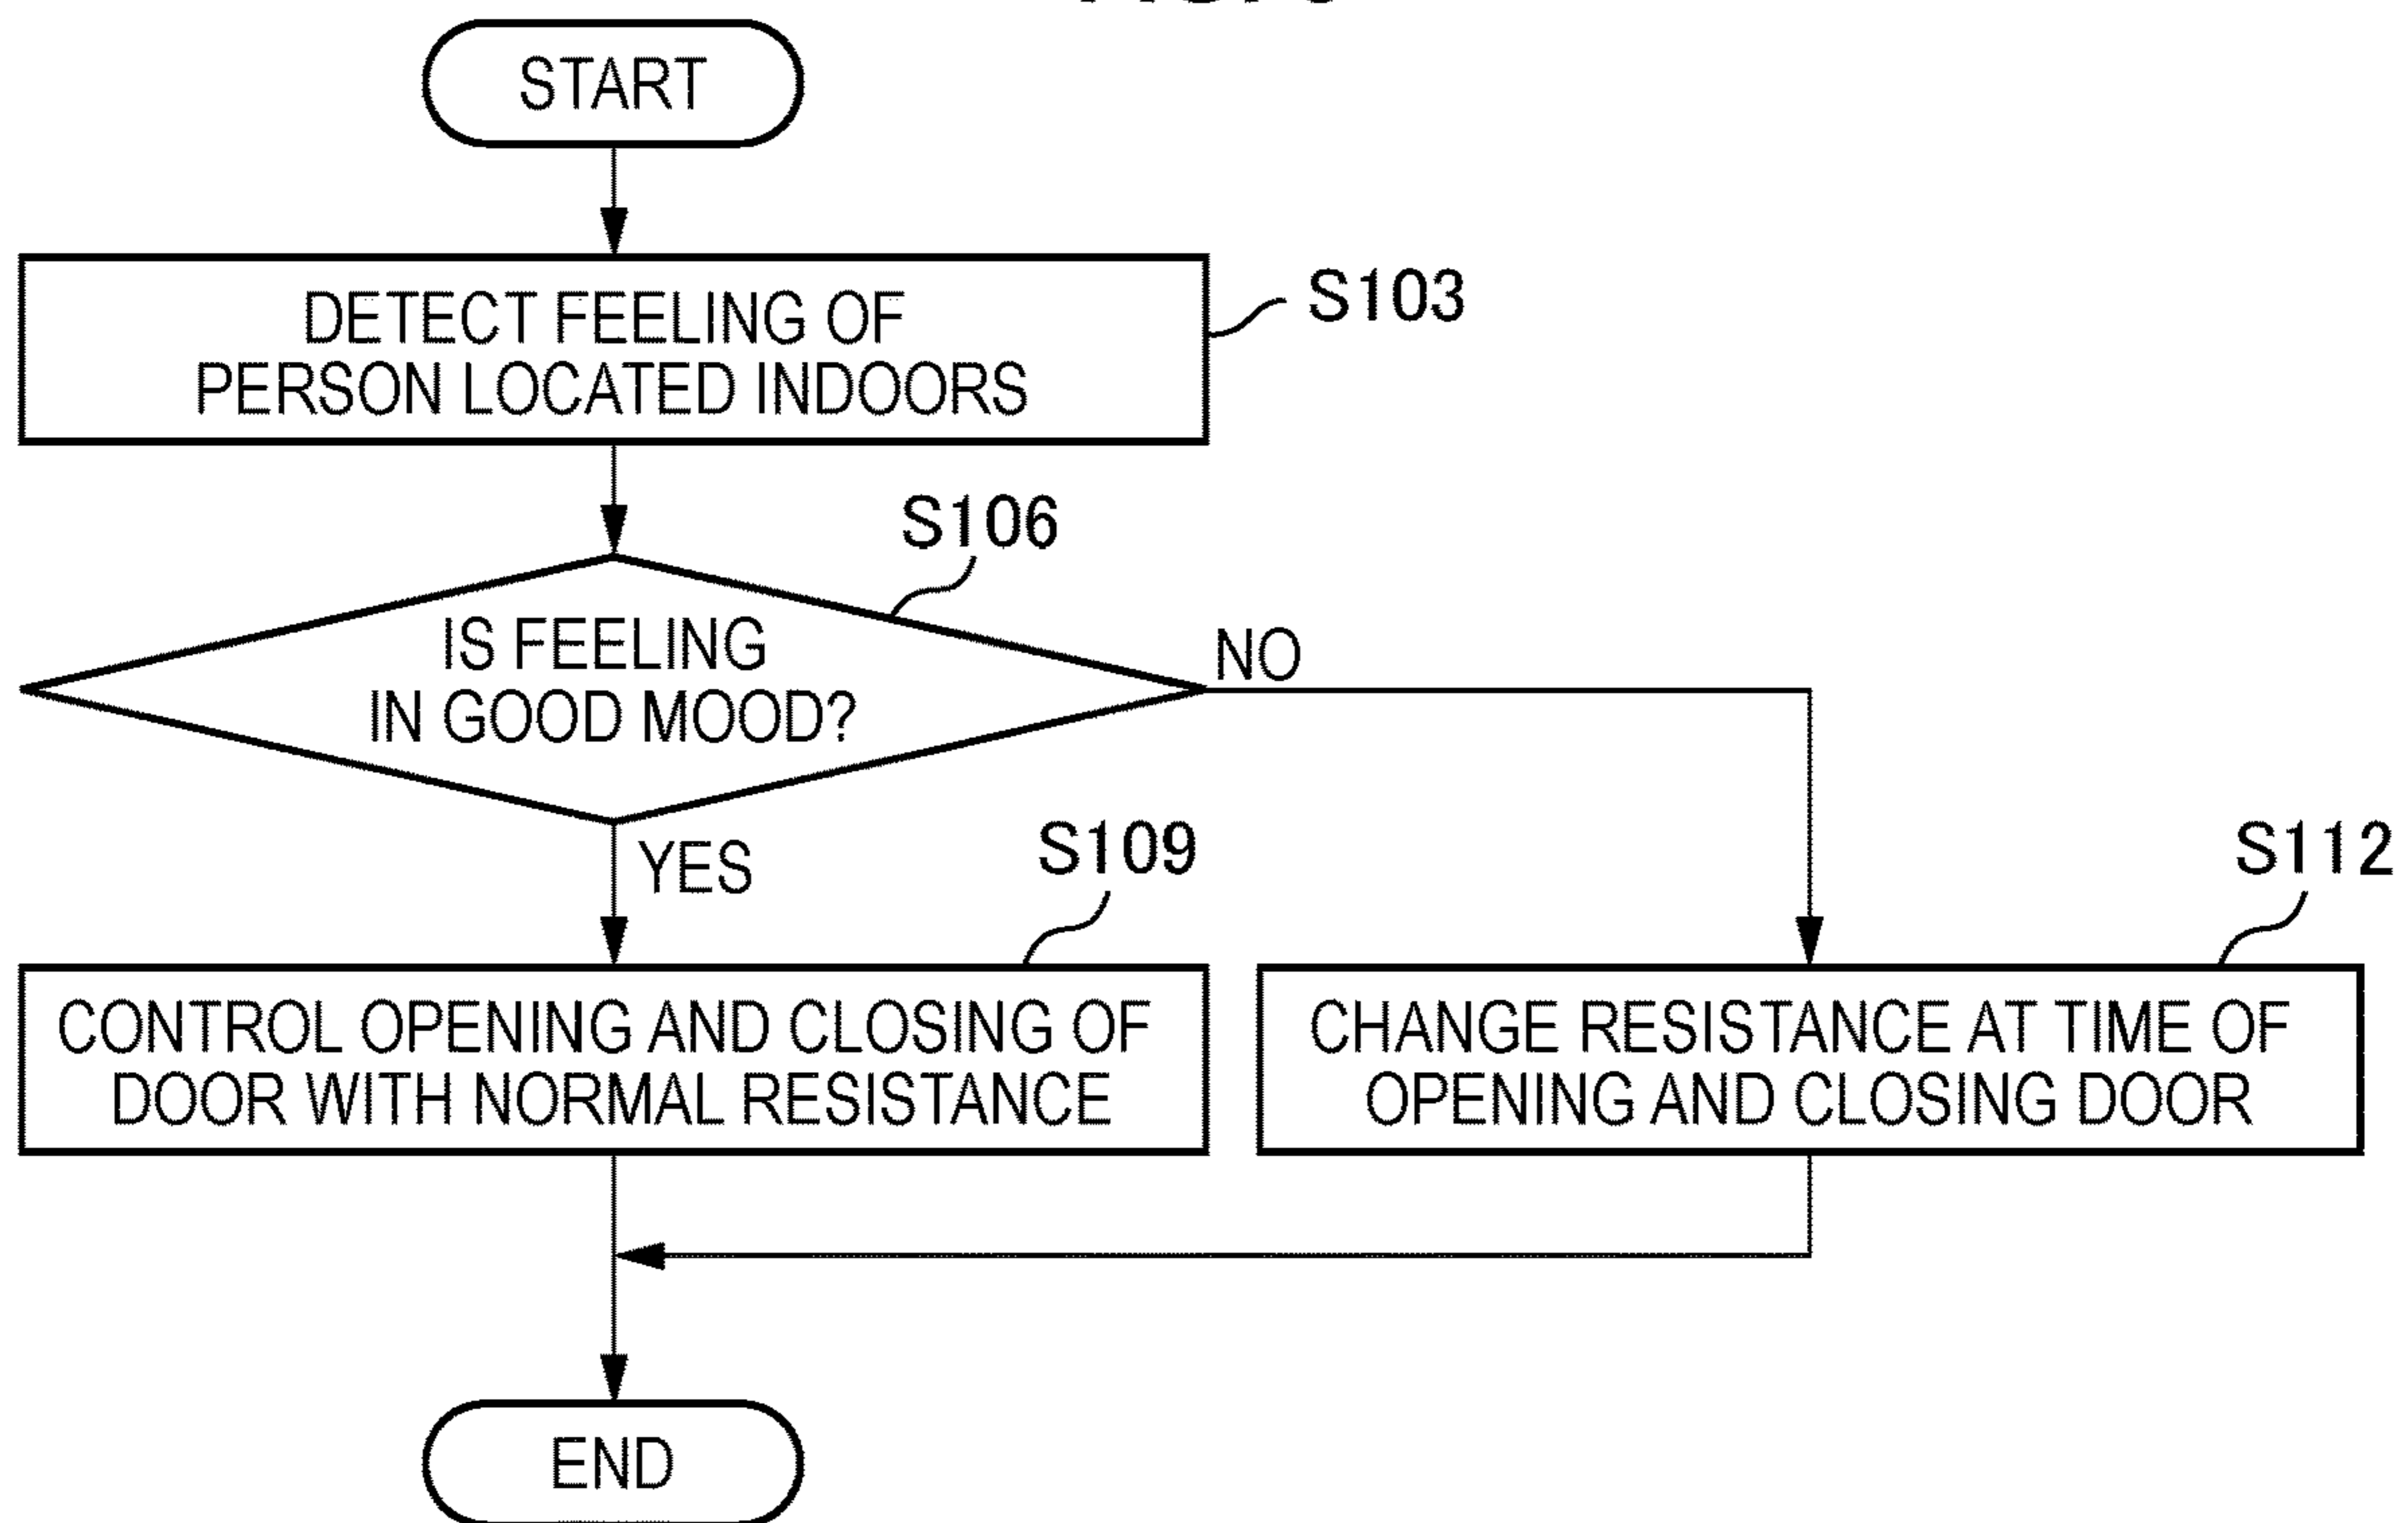 START
DETECT FEELING OF
PERSON LOCATED INDOORS
S103
S106
IS FEELING
IN GOOD MOOD?
NO
YES
S109
S112
CONTROL OPENING AND CLOSING OF
DOOR WITH NORMAL RESISTANCE
CHANGE RESISTANCE AT TIME OF
OPENING AND CLOSING DOOR
END